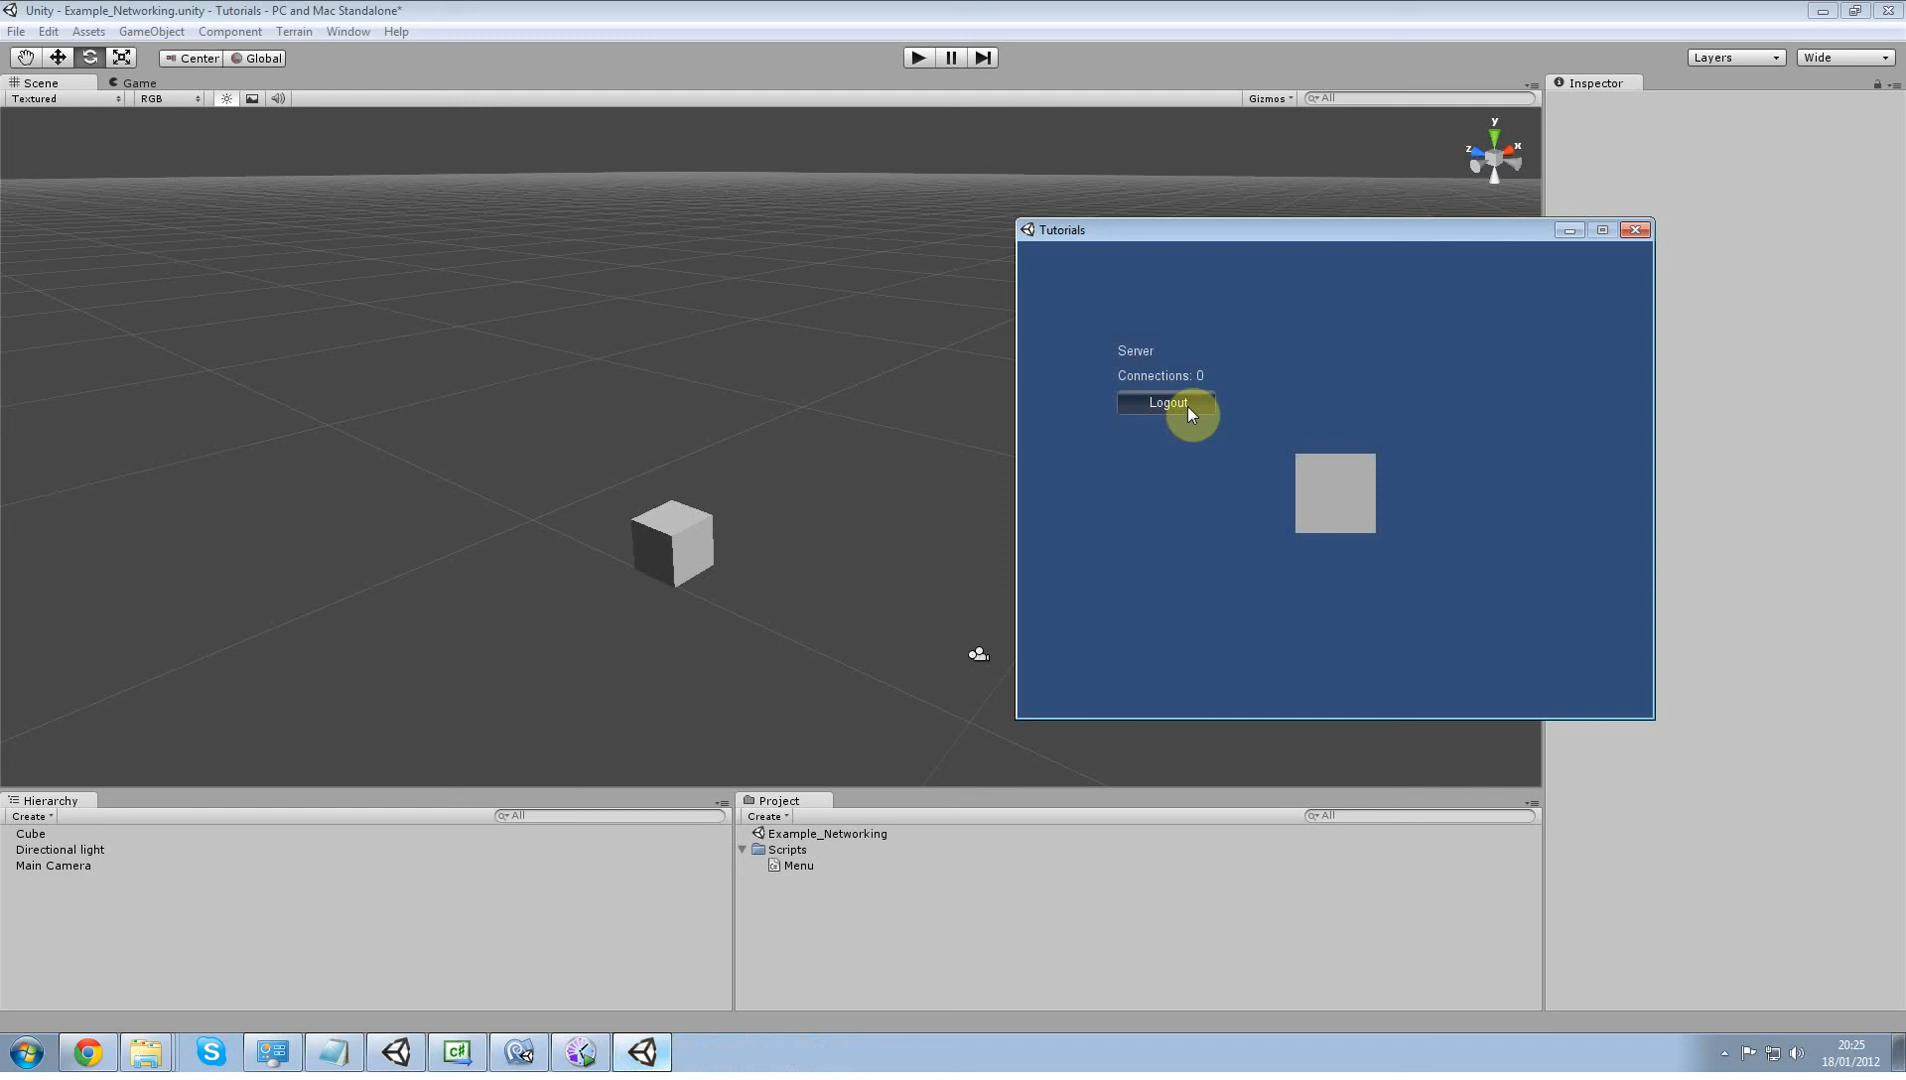 Unity - Example_Networking.unity - Tutorials - PC and Mac Standalone*
File Edit Assets GameObject Component Terrain Window Help
Center Global Layers Wide
Scene Game Inspector
Textured RGB Gizmos All
y
z x
Tutorials
Server
Connections: 0
Logout
Hierarchy Project
Create All Create All
Cube Example_Networking
Directional light Scripts
Main Camera Menu
C#
20:25
18/01/2012